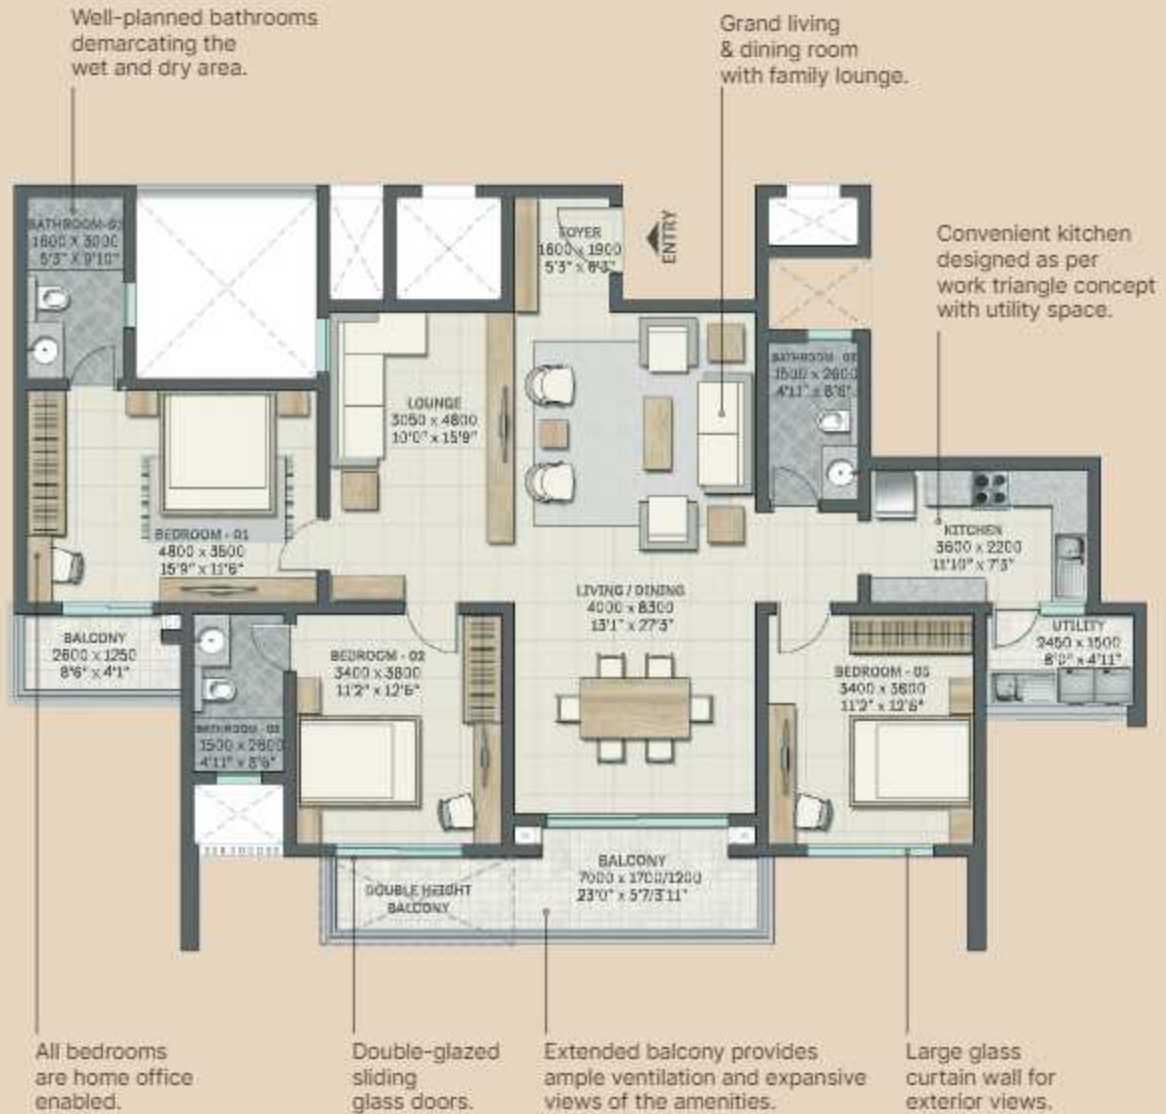 Well-planned bathrooms
demarcating the
wet and dry area.
Grand living
& dining room
with family lounge.
Convenient kitchen
designed as per
work triangle concept
with utility space.
BATHROOM-01
1600 X 3000
5'3" X 9'10"
FOYER
1600 x 1900
5'3" x 6'3"
ENTRY
LOUNGE
3050 x 4800
10'0" x 15'9"
BATHROOM
1500 x 2600
4'11" x 8'6"
BEDROOM - 01
4800 x 3500
15'9" x 11'6"
KITCHEN
3600 x 2200
11'10" x 7'3"
LIVING / DINING
4000 x 8300
13'1" x 27'3"
BALCONY
2600 x 1250
8'6" x 4'1"
BEDROOM - 02
3400 x 3800
11'2" x 12'6"
BEDROOM - 03
3400 x
11'2" x 12'6"
UTILITY
2450 x 1500
8'0" x 4'11"
BATHROOM - 02
1500 x 2600
4'11" x 8'6"
DOUBLE HEIGHT
BALCONY
BALCONY
7000 x 1700/1200
23'0" x 5'7/3'11"
All bedrooms
are home office
enabled.
Double-glazed
sliding
glass doors.
Extended balcony provides
ample ventilation and expansive
views of the amenities.
Large glass
curtain wall for
exterior views.